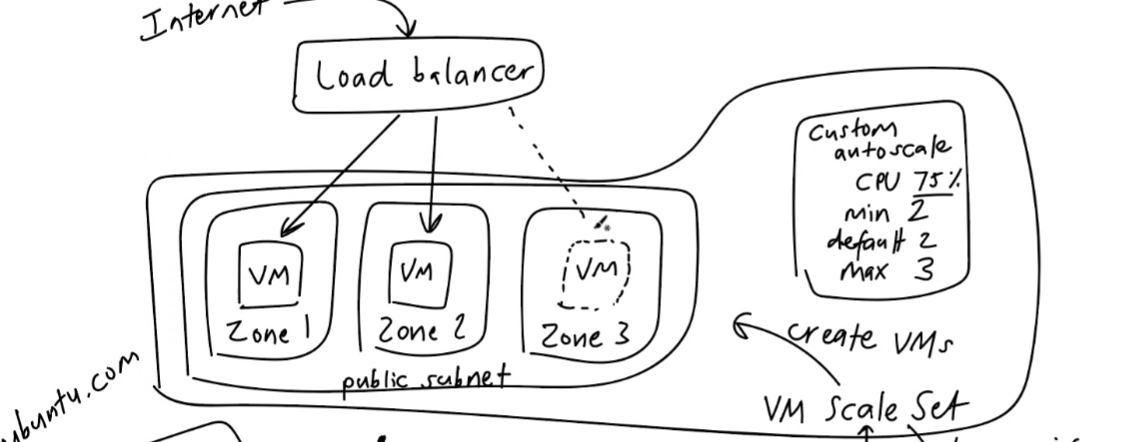 Internet
Load balancer
Custom
autoscale
CPU 75%
min 2
default 2
max 3
VM
VM
VM
Zone 1
Zone 2
Zone 3
public subnet
create VMs
VM Scale Set
ubuntu.com